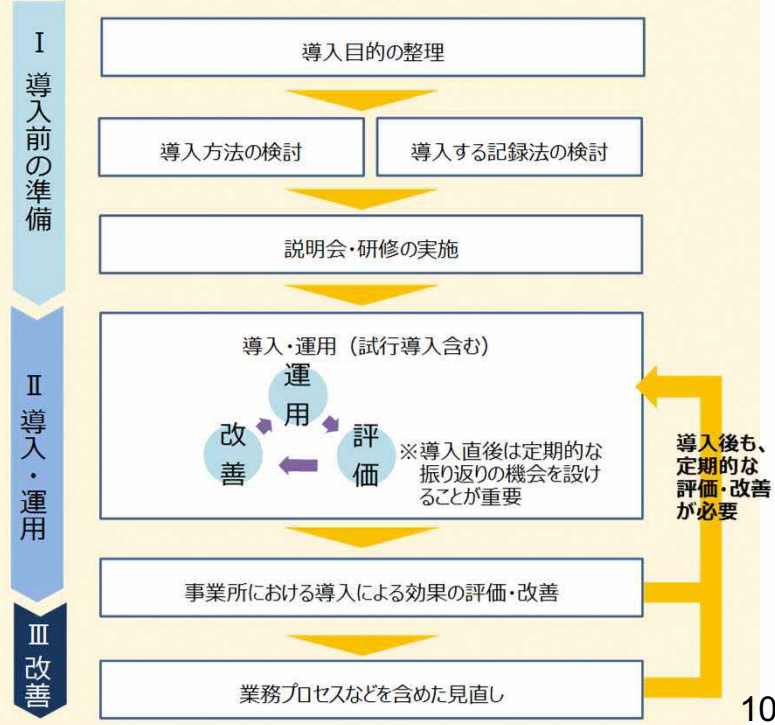 Ⅰ 導入前の準備
導入目的の整理
導入方法の検討
導入する記録法の検討
説明会・研修の実施
Ⅱ 導入・運用
導入・運用（試行導入含む）
運用
評価
改善
※導入直後は定期的な
振り返りの機会を設け
ることが重要
導入後も、
定期的な
評価・改善
が必要
事業所における導入による効果の評価・改善
Ⅲ 改善
業務プロセスなどを含めた見直し
10